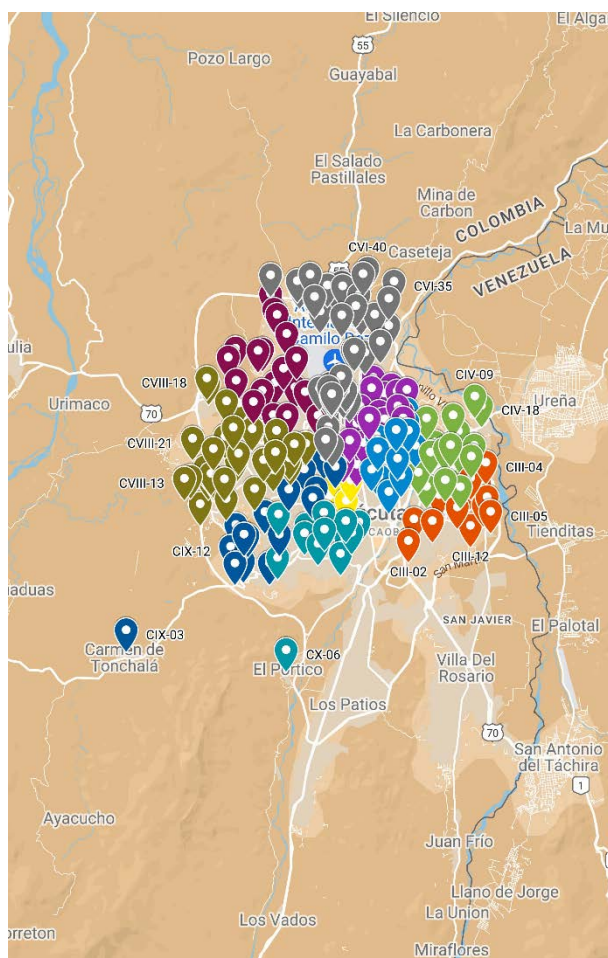 El Silencio
El Alga
55
Pozo Largo
Guayabal
La Carbonera
El Salado
Pastillales
Mina de
Carbon
COLOMBIA
La Mu
CVI-40
Caseteja
VENEZUELA
CVI-35
Camilo
ulia
CVIII-18
CIV-09
Ureña
Urimaco
70
CIV-18
CVIII-21
CIII-04
CVIII-13
CIII-05
Tienditas
CIX-12
CIII-12
CIII-02
San
uaduas
CIX-03
SAN JAVIER
El Palotal
Carmen de
Tonchalá
CX-06
El Pórtico
Villa Del
Rosario
Los Patios
70
San Antonio
del Táchira
1
Ayacucho
Juan Frío
Llano de Jorge
La Union
Los Vados
orreton
Miraflores